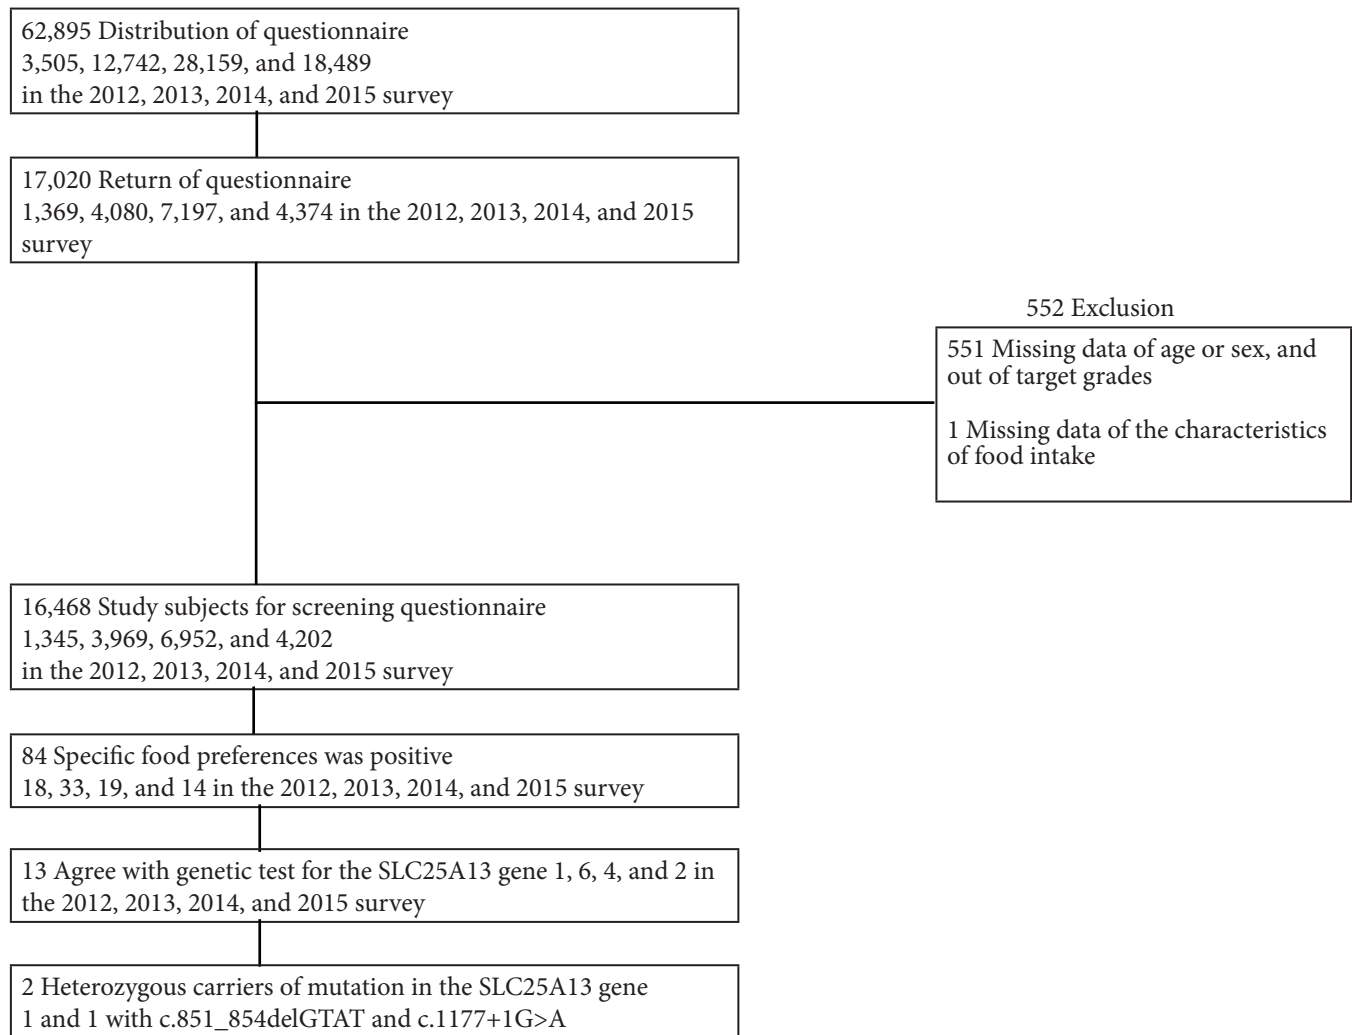 62,895 Distribution of questionnaire
3,505, 12,742, 28,159, and 18,489
in the 2012, 2013, 2014, and 2015 survey
17,020 Return of questionnaire
1,369, 4,080, 7,197, and 4,374 in the 2012, 2013, 2014, and 2015
survey
552 Exclusion
551 Missing data of age or sex, and
out of target grades
1 Missing data of the characteristics
of food intake
16,468 Study subjects for screening questionnaire
1,345, 3,969, 6,952, and 4,202
in the 2012, 2013, 2014, and 2015 survey
84 Specific food preferences was positive
18, 33, 19, and 14 in the 2012, 2013, 2014, and 2015 survey
13 Agree with genetic test for the SLC25A13 gene 1, 6, 4, and 2 in
the 2012, 2013, 2014, and 2015 survey
2 Heterozygous carriers of mutation in the SLC25A13 gene
1 and 1 with c.851_854delGTAT and c.1177+1G>A